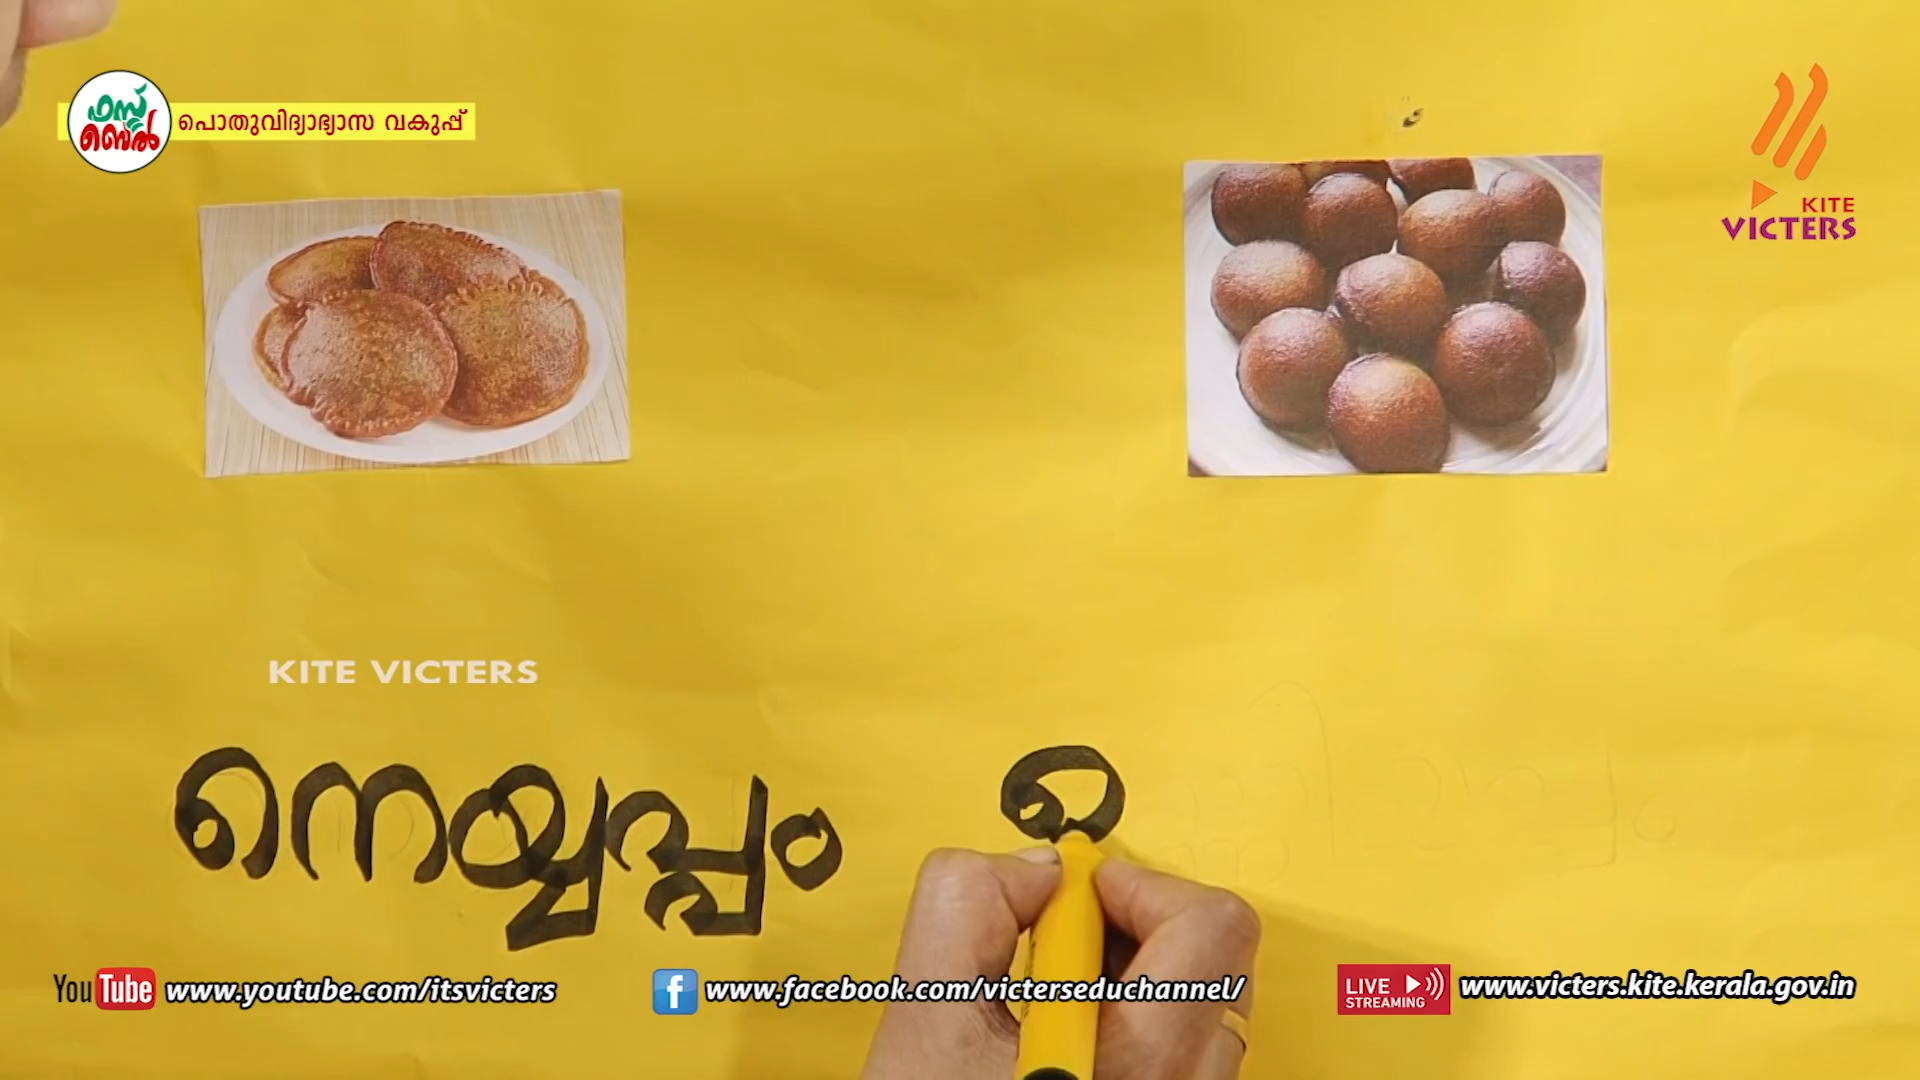 ഫസ്റ്റ്
ബെൽ
പൊതുവിദ്യാഭ്യാസ വകുപ്പ്
KITE
VICTERS
KITE VICTERS
നെയ്യപ്പം
YouTube www.youtube.com/itsvicters
f www.facebook.com/victerseduchannel/
LIVE STREAMING www.victers.kite.kerala.gov.in